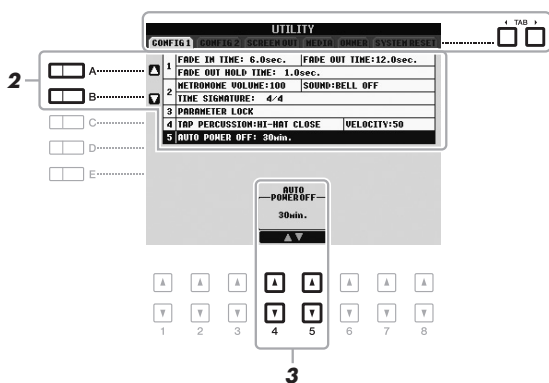 UTILITY
TAB
CONFIG 1 CONFIG 2 SCREEN OUT MEDIA OWNER SYSTEM RESET
2
A
B
C
D
E
1 FADE IN TIME: 6.0sec. FADE OUT TIME:12.0sec.
FADE OUT HOLD TIME: 1.0sec.
2 METRONOME VOLUME:100 SOUND:BELL OFF
TIME SIGNATURE: 4/4
3 PARAMETER LOCK
4 TAP PERCUSSION:HI-HAT CLOSE VELOCITY:50
5 AUTO POWER OFF: 30min.
AUTO
POWER OFF
30min.
1 2 3 4 5 6 7 8
3